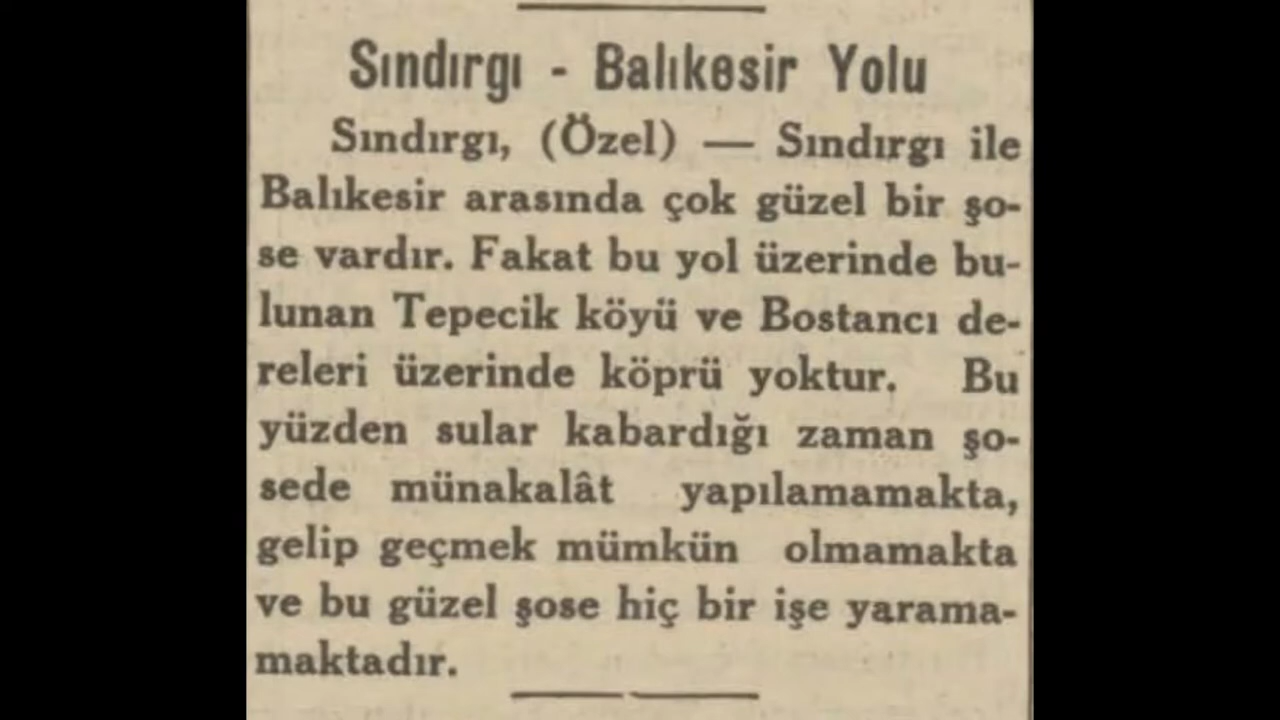 Sındırgı - Balıkesir Yolu
Sındırgı, (Özel) — Sındırgı ile
Balıkesir arasında çok güzel bir şo-
se vardır. Fakat bu yol üzerinde bu-
lunan Tepecik köyü ve Bostancı de-
releri üzerinde köprü yoktur. Bu
yüzden sular kabardığı zaman şo-
sede münakalât yapılamamakta,
gelip geçmek mümkün olmamakta
ve bu güzel şose hiç bir işe yarama-
maktadır.